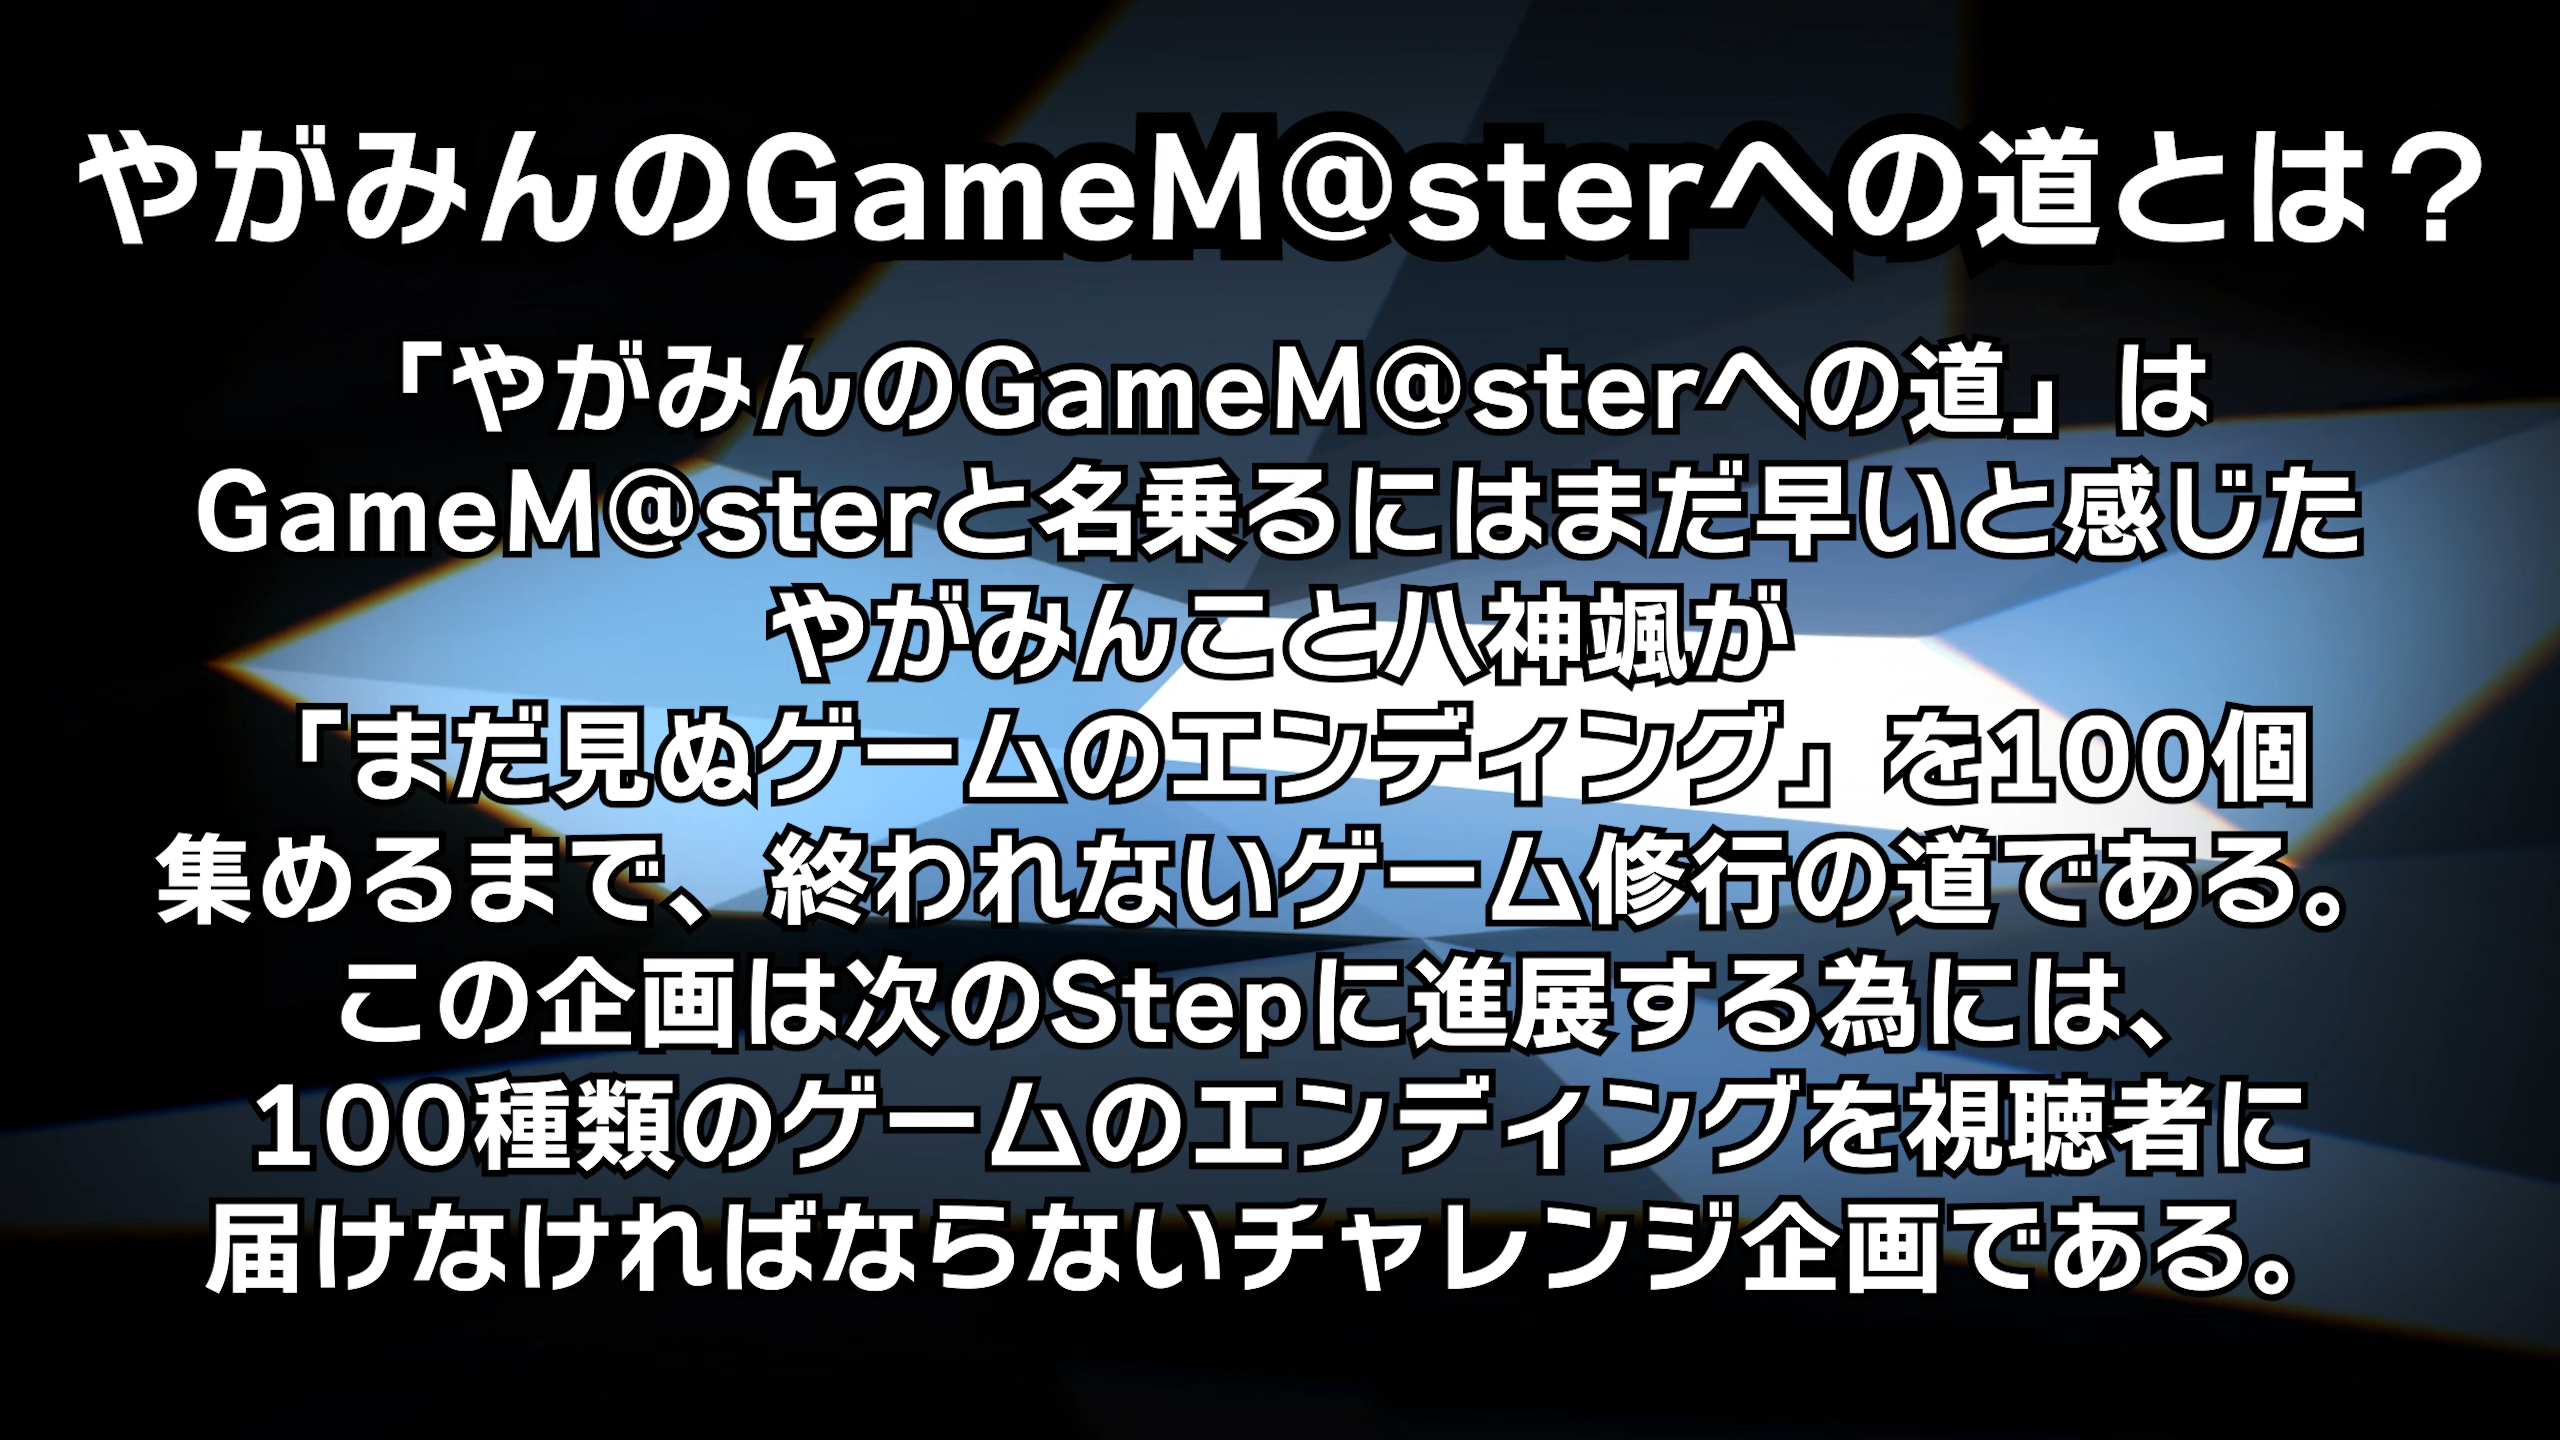 やがみんのGameM@sterへの道とは？
「やがみんのGameM@sterへの道」は
GameM@sterと名乗るにはまだ早いと感じた
やがみんこと八神颯が
「まだ見ぬゲームのエンディング」を100個
集めるまで、終われないゲーム修行の道である。
この企画は次のStepに進展する為には、
100種類のゲームのエンディングを視聴者に
届けなければならないチャレンジ企画である。